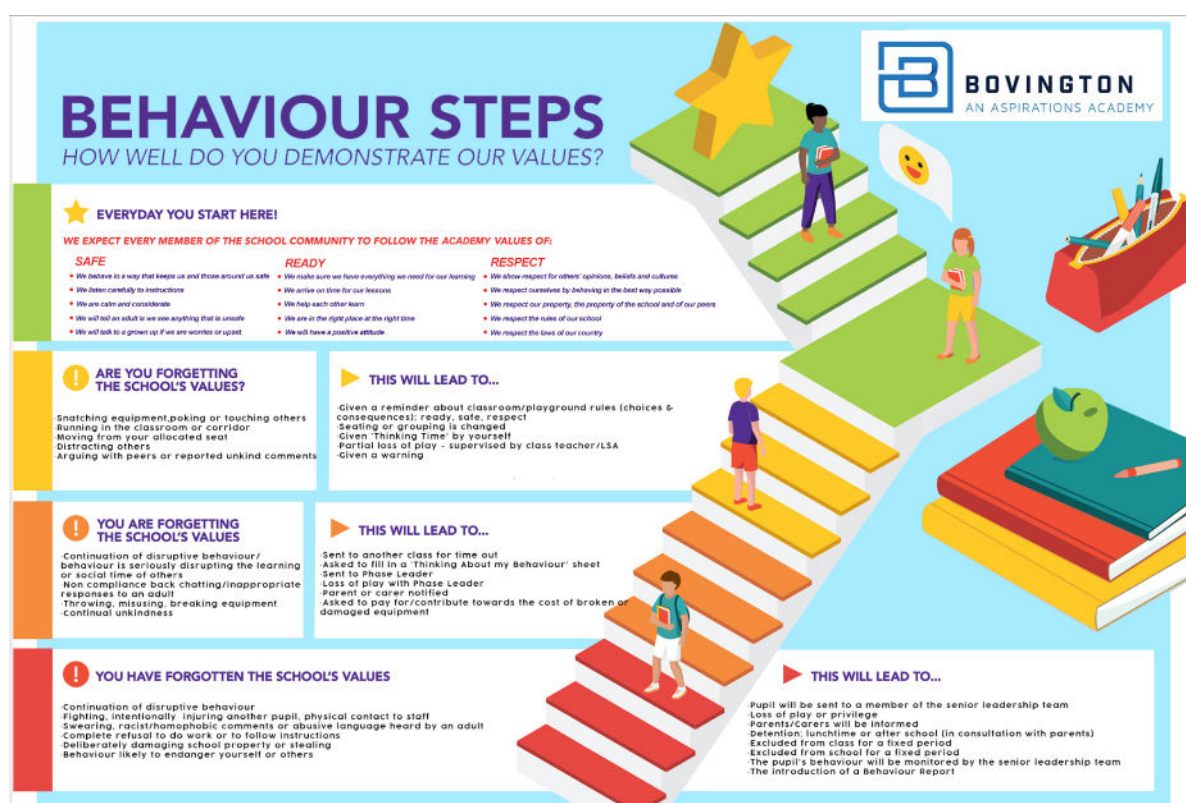 BOVINGTON
AN ASPIRATIONS ACADEMY
BEHAVIOUR STEPS
HOW WELL DO YOU DEMONSTRATE OUR VALUES?
EVERYDAY YOU START HERE!
WE EXPECT EVERY MEMBER OF THE SCHOOL COMMUNITY TO FOLLOW THE ACADEMY VALUES OF:
SAFE
• We behave in a way that keeps us and those around us safe
• We listen carefully to instructions
• We are calm and considerate
• We will tell an adult is we see anything that is unsafe
• We will talk to a grown up if we are worries or upset
READY
• We make sure we have everything we need for our learning
• We arrive on time for our lessons
• We help each other learn
• We are in the right place at the right time
• We will have a positive attitude
RESPECT
• We show respect for others' opinions, beliefs and cultures
• We respect ourselves by behaving in the best way possible
• We respect our property, the property of the school and of our peers
• We respect the rules of our school
• We respect the laws of our country
! ARE YOU FORGETTING
THE SCHOOL'S VALUES?
·Snatching equipment,poking or touching others
·Running in the classroom or corridor
·Moving from your allocated seat
·Distracting others
·Arguing with peers or reported unkind comments
THIS WILL LEAD TO...
·Given a reminder about classroom/playground rules (choices &
consequences); ready, safe, respect
·Seating or grouping is changed
·Given 'Thinking Time' by yourself
·Partial loss of play – supervised by class teacher/LSA
·Given a warning
! YOU ARE FORGETTING
THE SCHOOL'S VALUES
·Continuation of disruptive behaviour/
behaviour is seriously disrupting the learning
or social time of others
·Non compliance back chatting/inappropriate
responses to an adult
·Throwing, misusing, breaking equipment
·Continual unkindness
THIS WILL LEAD TO...
·Sent to another class for time out
·Asked to fill in a 'Thinking About my Behaviour' sheet
·Sent to Phase Leader
·Loss of play with Phase Leader
·Parent or carer notified
·Asked to pay for/contribute towards the cost of broken or
damaged equipment
! YOU HAVE FORGOTTEN THE SCHOOL'S VALUES
·Continuation of disruptive behaviour
·Fighting, intentionally injuring another pupil, physical contact to staff
·Swearing, racist/homophobic comments or abusive language heard by an adult
·Complete refusal to do work or to follow instructions
·Deliberately damaging school property or stealing
·Behaviour likely to endanger yourself or others
THIS WILL LEAD TO...
·Pupil will be sent to a member of the senior leadership team
·Loss of play or privilege
·Parents/Carers will be informed
·Detention; lunchtime or after school (in consultation with parents)
·Excluded from class for a fixed period
·Excluded from school for a fixed period
·The pupil's behaviour will be monitored by the senior leadership team
·The introduction of a Behaviour Report